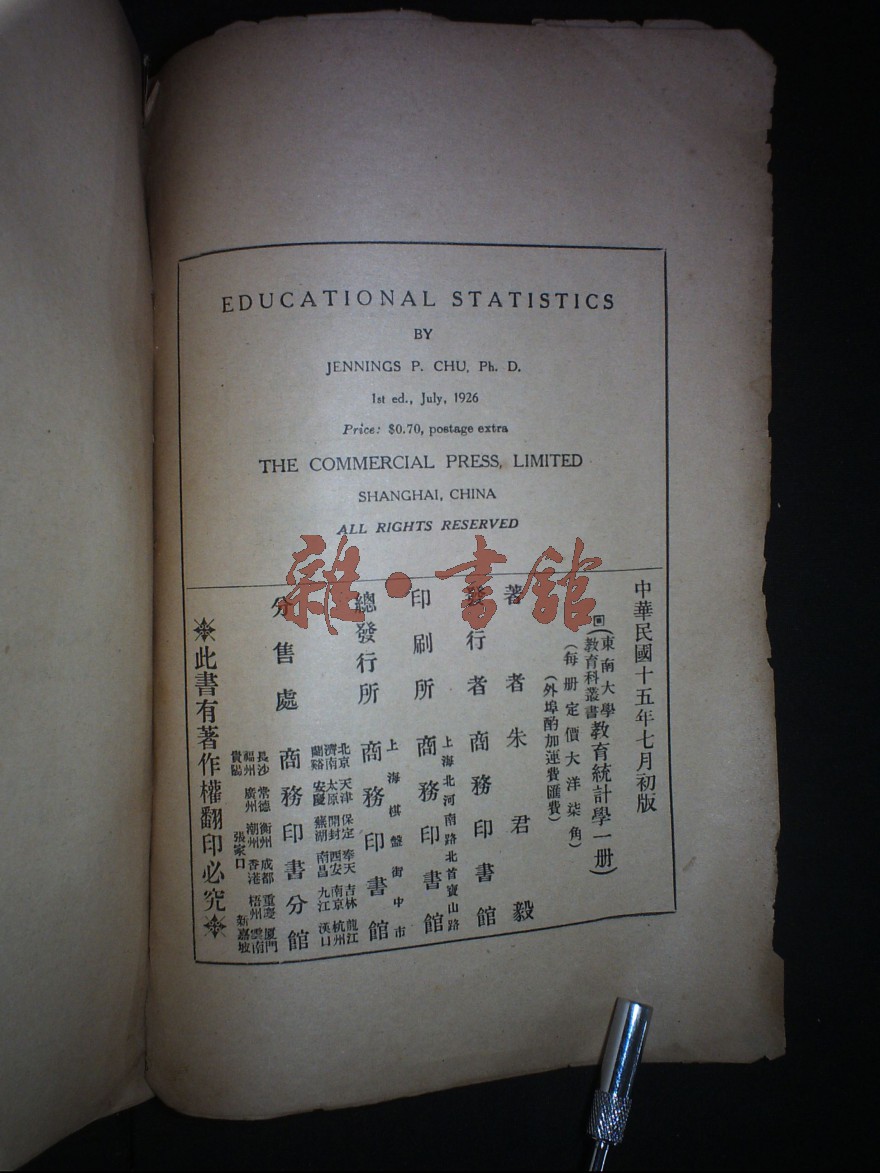 EDUCATIONAL STATISTICS
BY
JENNINGS P. CHU, Ph. D.
1st ed., July, 1926
Price: $0.70, postage extra
THE COMMERCIAL PRESS, LIMITED
SHANGHAI, CHINA
ALL RIGHTS RESERVED
雜·書館
中華民國十五年七月初版
(東南大學
教育科叢書
教育統計學一册)
(每册定價大洋柒角)
(外埠酌加運費匯費)
著者 朱君毅
發行者 商務印書館
印刷所
上海北河南路北首寶山路
商務印書館
總發行所
上海棋盤街中市
商務印書館
分售處
北京 天津 保定 奉天 吉林 龍江
濟南 太原 開封 西安 南京 杭州
蘭谿 安慶 蕪湖 南昌 九江 漢口
商務印書分館
長沙 常德 衡州 成都 重慶 厦門
福州 廣州 潮州 香港 梧州 雲南
貴陽 張家口 新嘉坡
此書有著作權翻印必究